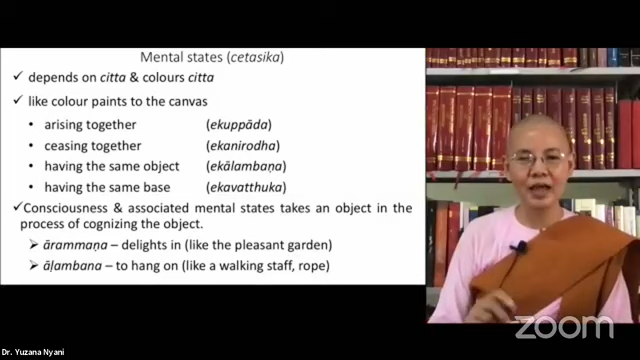 Mental states (cetasika)
✓ depends on citta & colours citta
✓ like colour paints to the canvas
• arising together (ekuppāda)
• ceasing together (ekanirodha)
• having the same object (ekālambaṇa)
• having the same base (ekavatthuka)
✓Consciousness & associated mental states takes an object in the
process of cognizing the object.
➢ ārammaṇa – delights in (like the pleasant garden)
➢ āḷambana – to hang on (like a walking staff, rope)
zoom
Dr. Yuzana Nyani